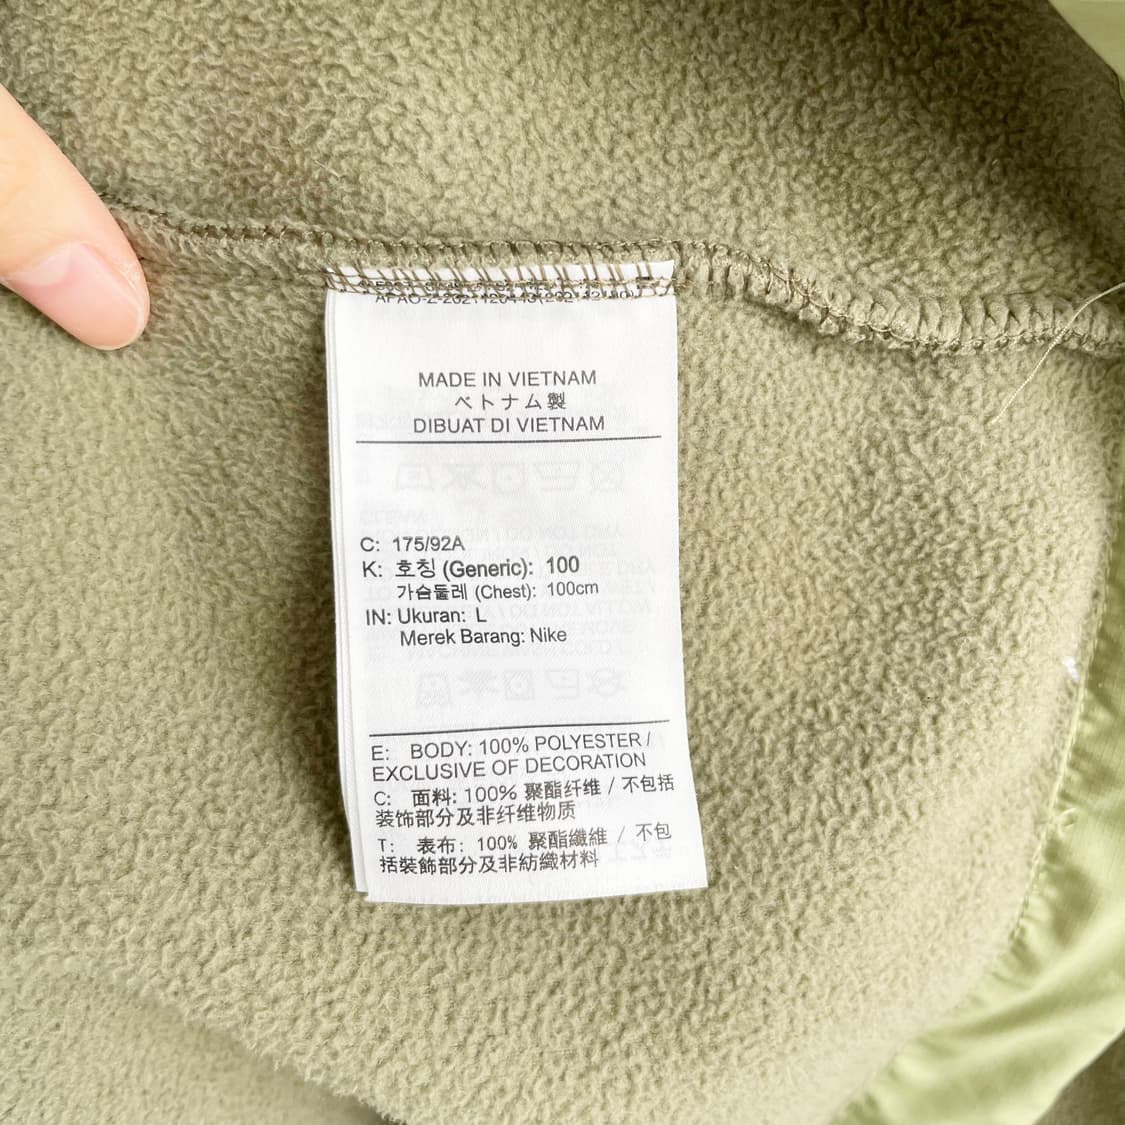 MADE IN VIETNAM
ベトナム製
DIBUAT DI VIETNAM
C: 175/92A
K: 호칭 (Generic): 100
가슴둘레 (Chest): 100cm
IN: Ukuran: L
Merek Barang: Nike
E: BODY: 100% POLYESTER /
EXCLUSIVE OF DECORATION
C: 面料: 100% 聚酯纤维 / 不包括
装饰部分及非纤维物质
T: 表布: 100% 聚酯纖維 / 不包
括裝飾部分及非紡織材料